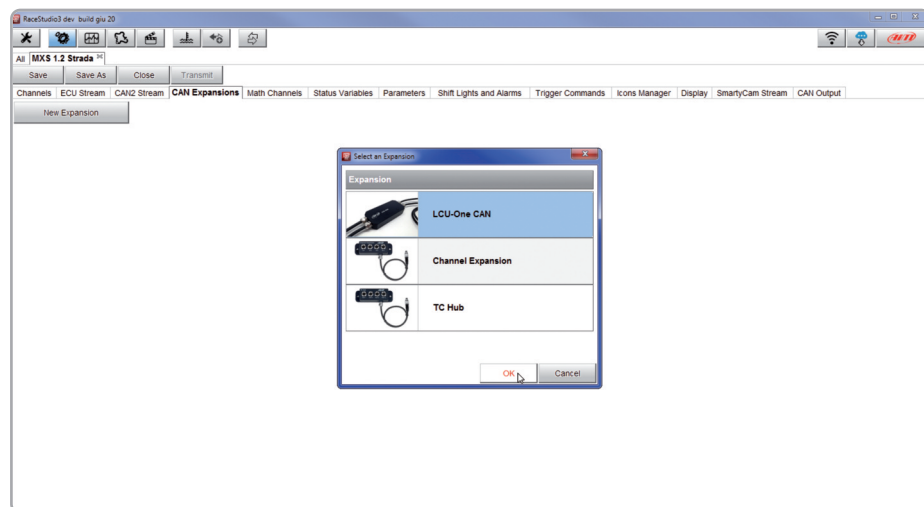 RaceStudio3 dev build giu 20
AiM
All MXS 1.2 Strada
Save Save As Close Transmit
Channels ECU Stream CAN2 Stream CAN Expansions Math Channels Status Variables Parameters Shift Lights and Alarms Trigger Commands Icons Manager Display SmartyCam Stream CAN Output
New Expansion
Select an Expansion
Expansion
LCU-One CAN
Channel Expansion
TC Hub
OK Cancel